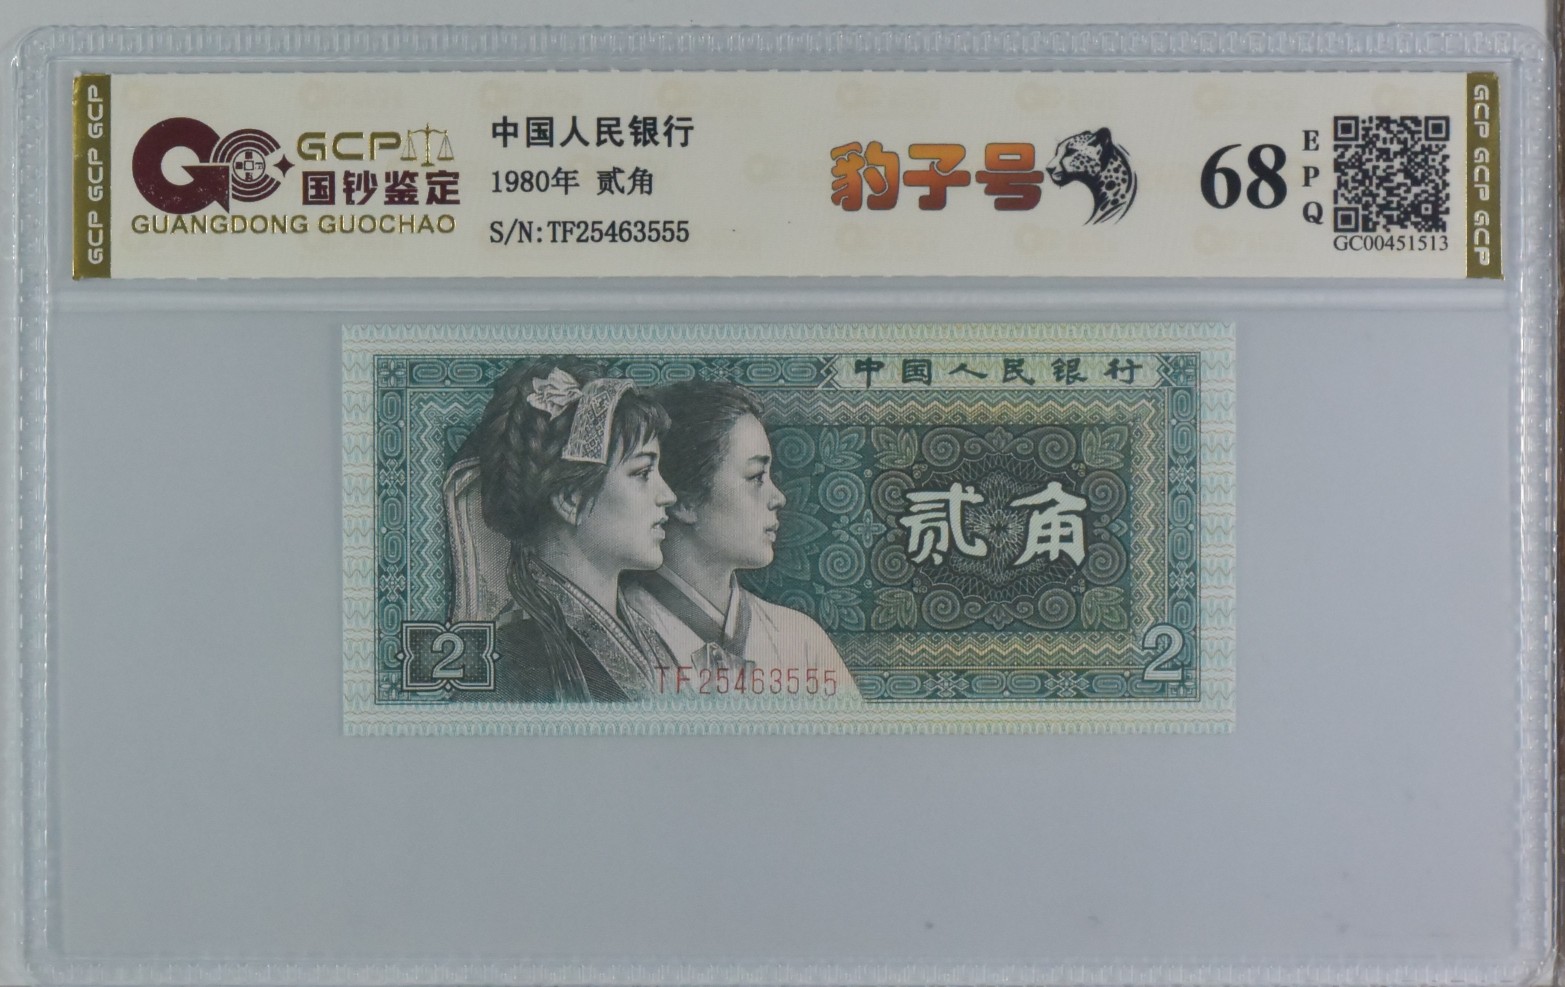 GCP GCP GCP
GCP
国钞鉴定
GUANGDONG GUOCHAO
中国人民银行
1980年 贰角
S/N:TF25463555
豹子号
68
EPQ
GC00451513
GCP GCP GCP
中国人民银行
贰角
2
2
TF25463555